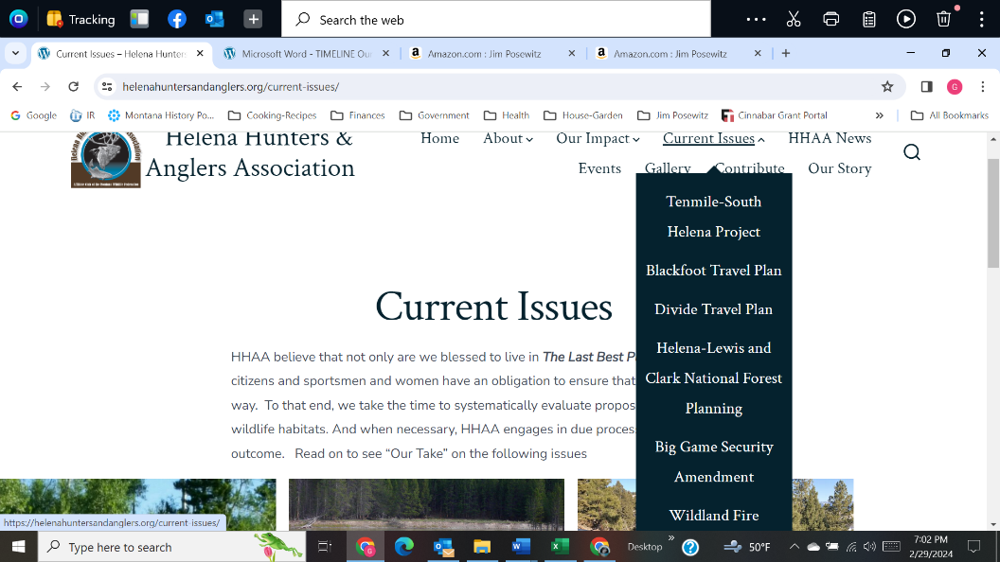 Tracking
Search the web
Current Issues – Helena Hunters
Microsoft Word - TIMELINE Our
Amazon.com : Jim Posewitz
Amazon.com : Jim Posewitz
helenahuntersandanglers.org/current-issues/
G
Google
IR
Montana History Po...
Cooking-Recipes
Finances
Government
Health
House-Garden
Jim Posewitz
Cinnabar Grant Portal
»
All Bookmarks
Helena Hunters &
Anglers Association
Home
About
Our Impact
Current Issues
HHAA News
Events
Gallery
Contribute
Our Story
Tenmile-South
Helena Project
Blackfoot Travel Plan
Divide Travel Plan
Helena-Lewis and
Clark National Forest
Planning
Big Game Security
Amendment
Wildland Fire
Current Issues
HHAA believe that not only are we blessed to live in The Last Best P
citizens and sportsmen and women have an obligation to ensure that
way. To that end, we take the time to systematically evaluate propos
wildlife habitats. And when necessary, HHAA engages in due proces
outcome. Read on to see “Our Take” on the following issues
https://helenahuntersandanglers.org/current-issues/
Type here to search
Desktop
»
50°F
7:02 PM
2/29/2024